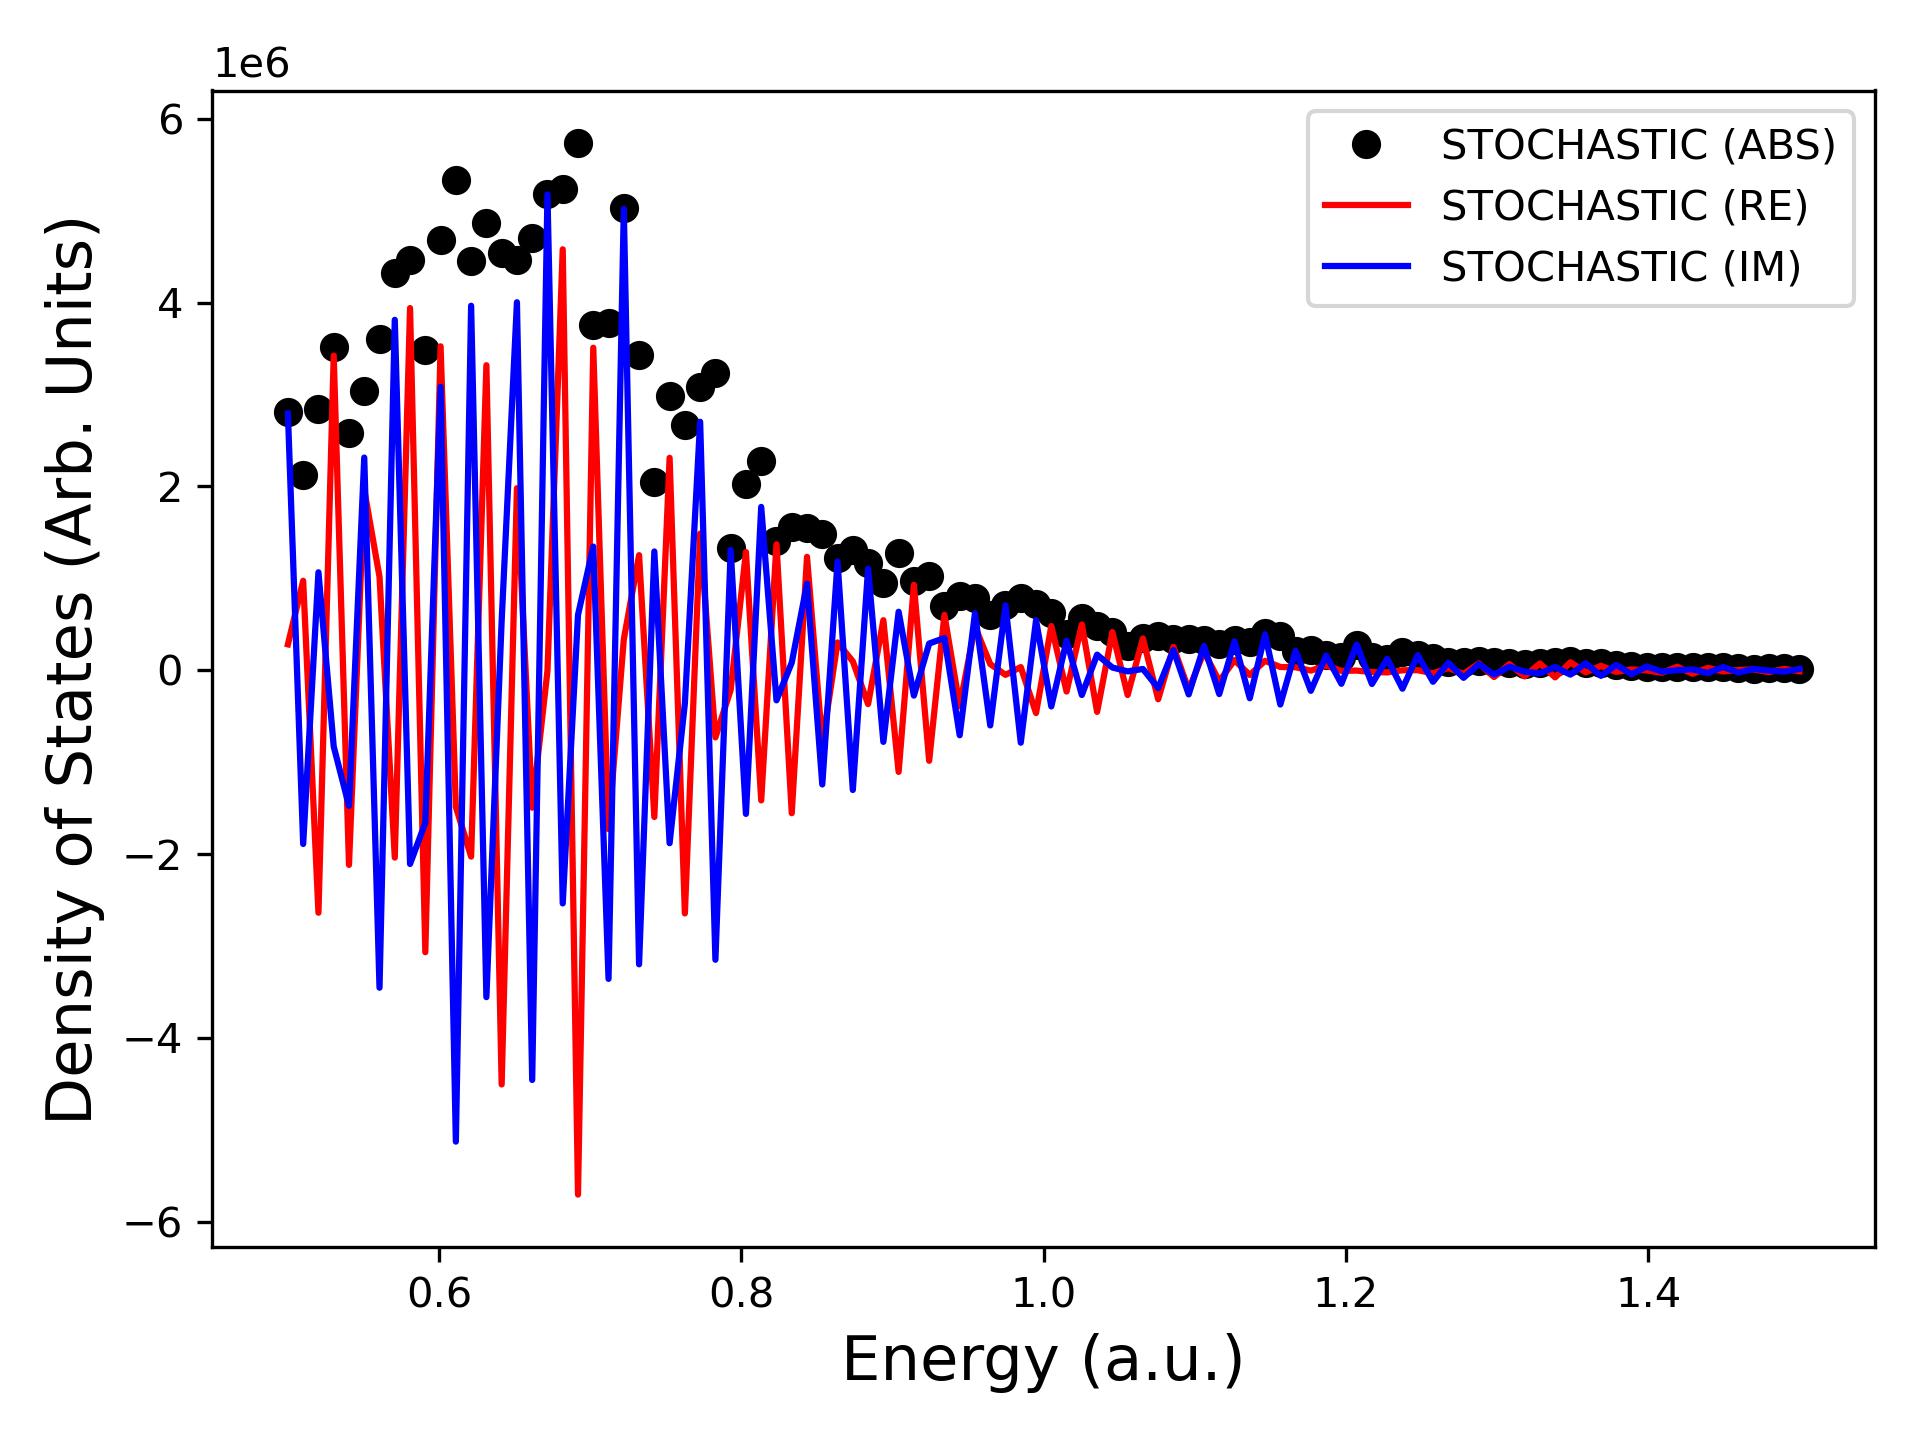 1e6
6
4
2
0
−2
−4
−6
Density of States (Arb. Units)
STOCHASTIC (ABS)
STOCHASTIC (RE)
STOCHASTIC (IM)
0.6 0.8 1.0 1.2 1.4
Energy (a.u.)